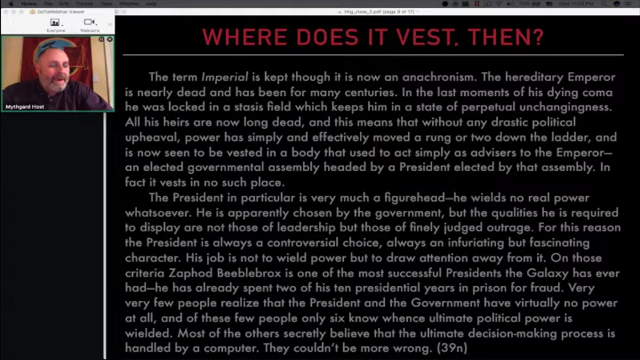 GoToWebinar Viewer
hhg_class_2.pdf (page 9 of 17)
Everyone
Webcams
Mythgard Host
WHERE DOES IT VEST, THEN?
The term Imperial is kept though it is now an anachronism. The hereditary Emperor
is nearly dead and has been for many centuries. In the last moments of his dying coma
he was locked in a stasis field which keeps him in a state of perpetual unchangingness.
All his heirs are now long dead, and this means that without any drastic political
upheaval, power has simply and effectively moved a rung or two down the ladder, and
is now seen to be vested in a body that used to act simply as advisers to the Emperor—
an elected governmental assembly headed by a President elected by that assembly. In
fact it vests in no such place.
The President in particular is very much a figurehead—he wields no real power
whatsoever. He is apparently chosen by the government, but the qualities he is required
to display are not those of leadership but those of finely judged outrage. For this reason
the President is always a controversial choice, always an infuriating but fascinating
character. His job is not to wield power but to draw attention away from it. On those
criteria Zaphod Beeblebrox is one of the most successful Presidents the Galaxy has ever
had—he has already spent two of his ten presidential years in prison for fraud. Very
very few people realize that the President and the Government have virtually no power
at all, and of these few people only six know whence ultimate political power is
wielded. Most of the others secretly believe that the ultimate decision-making process is
handled by a computer. They couldn't be more wrong. (39n)